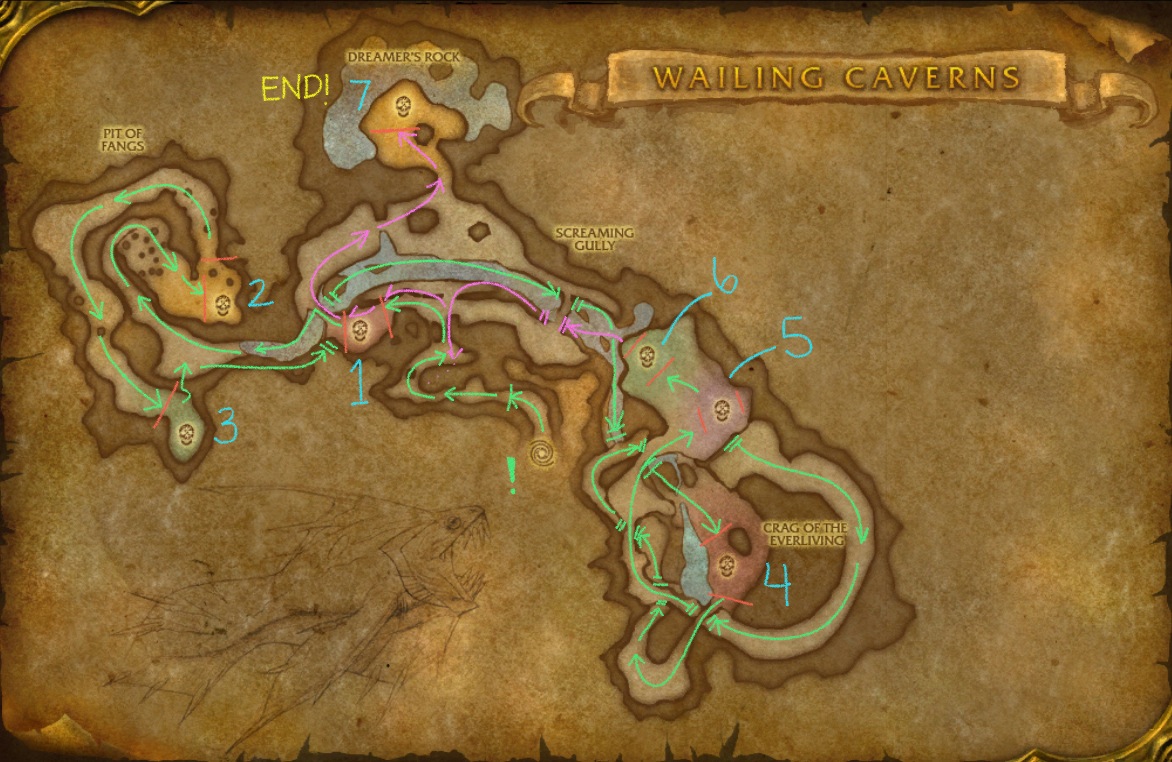 DREAMER'S ROCK
WAILING CAVERNS
END!
7
PIT OF
FANGS
SCREAMING
GULLY
6
2
5
1
3
!
CRAG OF THE
EVERLIVING
4